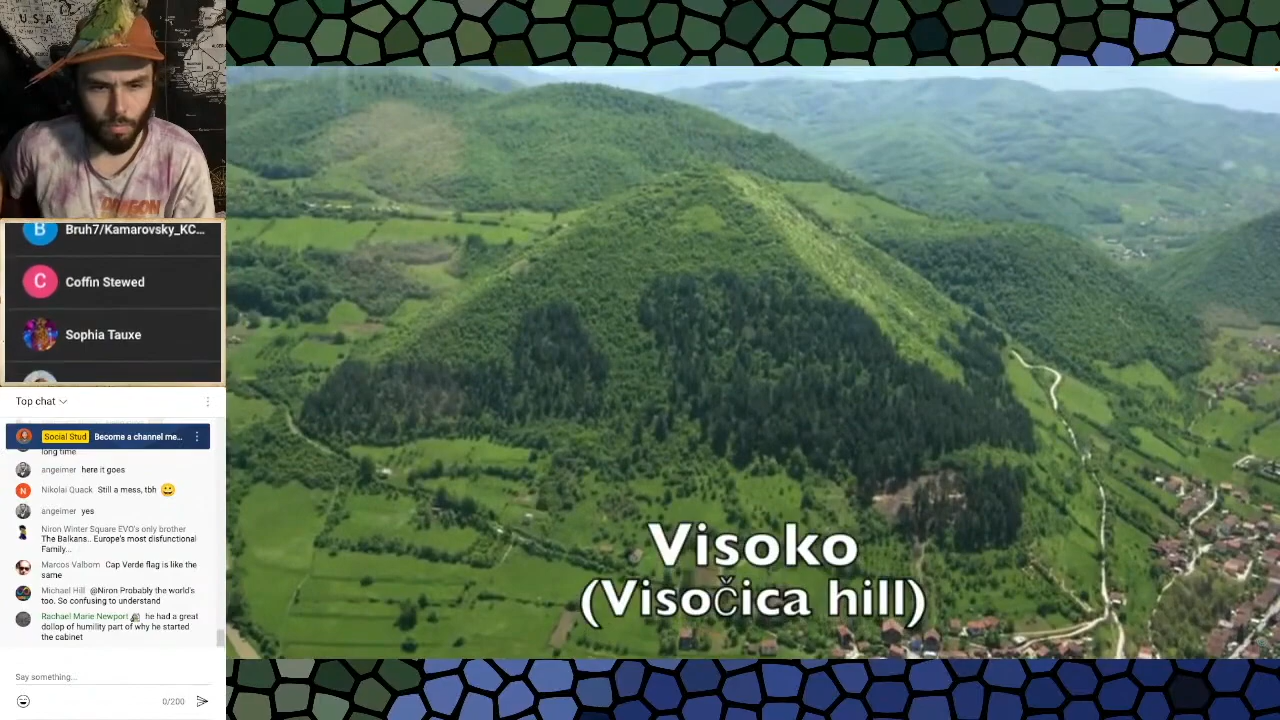 U.S.A.
DRAGON
B
Bruh7/Kamarovsky_KC...
C
Coffin Stewed
Sophia Tauxe
Top chat
Social Stud Become a channel me...
long time
angeimer here it goes
N
Nikolai Quack Still a mess, tbh 😀
angeimer yes
Niron Winter Square EVO's only brother
The Balkans.. Europe's most disfunctional
Family...
Marcos Valbom Cap Verde flag is like the
same
Michael Hill @Niron Probably the world's
too. So confusing to understand
Rachael Marie Newport he had a great
dollop of humility part of why he started
the cabinet
Say something...
0/200
Visoko
(Visočica hill)